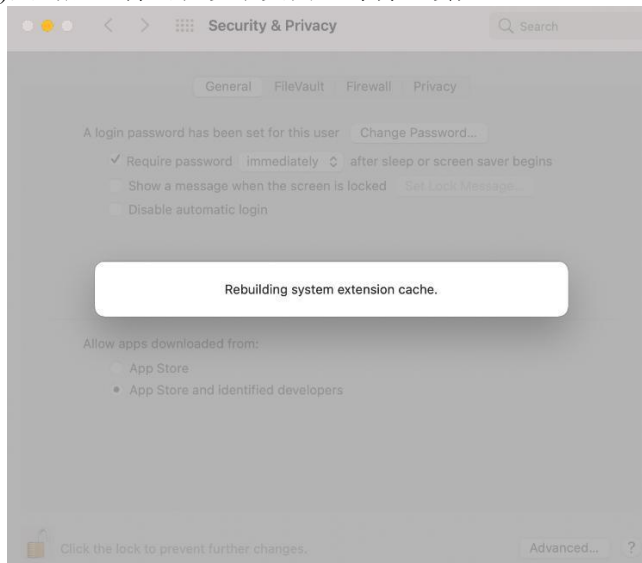 Security & Privacy
Search
General FileVault Firewall Privacy
A login password has been set for this user Change Password...
Require password immediately after sleep or screen saver begins
Show a message when the screen is locked Set Lock Message...
Disable automatic login
Rebuilding system extension cache.
Allow apps downloaded from:
App Store
App Store and identified developers
Click the lock to prevent further changes.
Advanced... ?